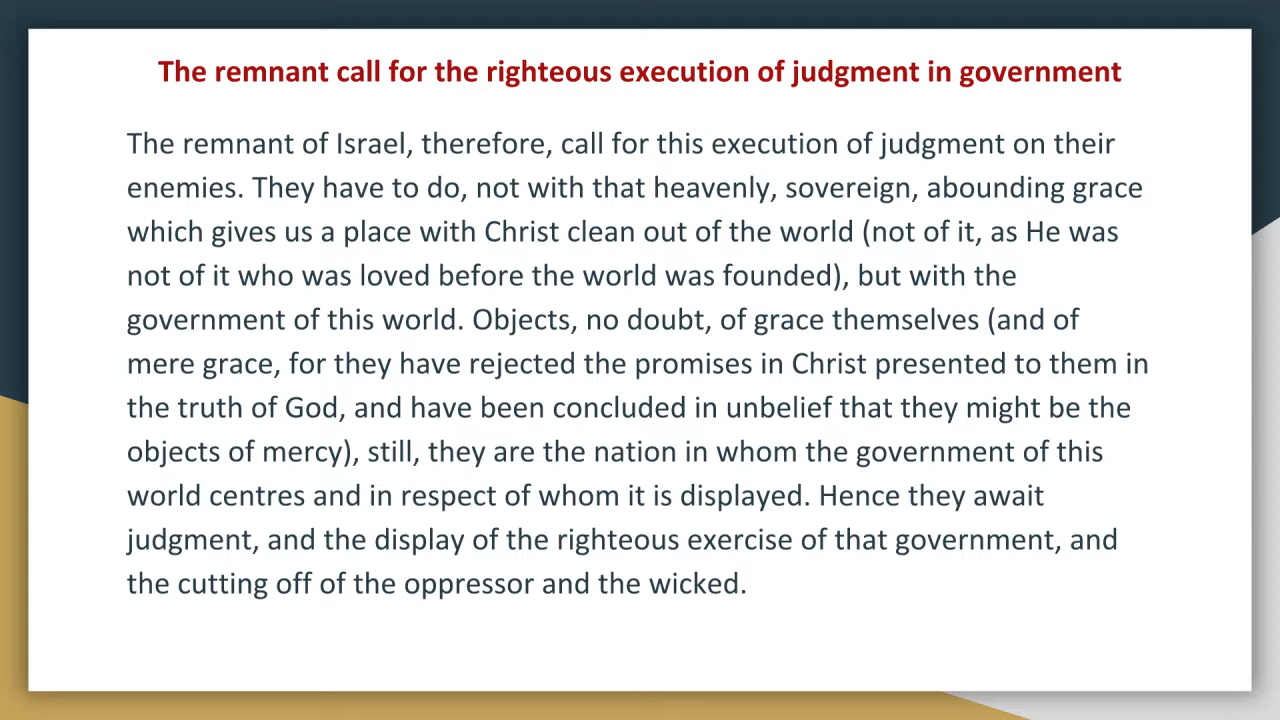 The remnant call for the righteous execution of judgment in government
The remnant of Israel, therefore, call for this execution of judgment on their
enemies. They have to do, not with that heavenly, sovereign, abounding grace
which gives us a place with Christ clean out of the world (not of it, as He was
not of it who was loved before the world was founded), but with the
government of this world. Objects, no doubt, of grace themselves (and of
mere grace, for they have rejected the promises in Christ presented to them in
the truth of God, and have been concluded in unbelief that they might be the
objects of mercy), still, they are the nation in whom the government of this
world centres and in respect of whom it is displayed. Hence they await
judgment, and the display of the righteous exercise of that government, and
the cutting off of the oppressor and the wicked.